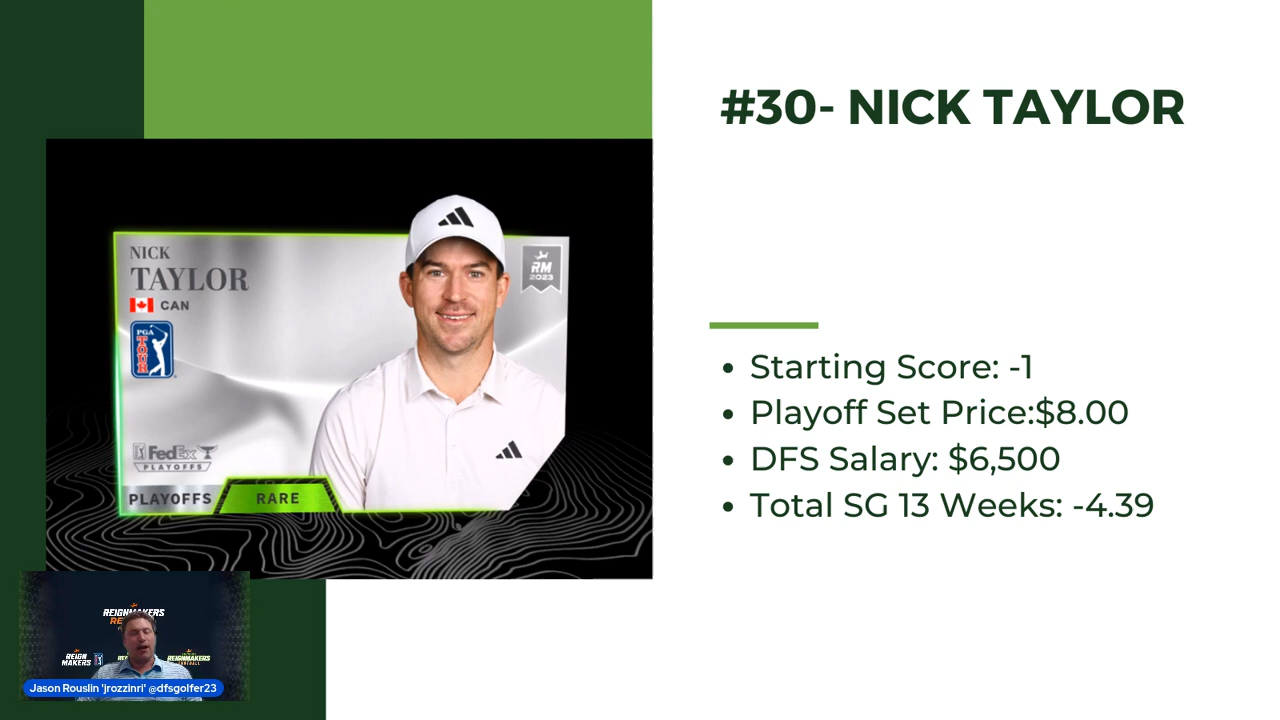 #30- NICK TAYLOR
NICK
TAYLOR
CAN
PGA
TOUR
RM
2023
FedEx
PLAYOFFS
PLAYOFFS
RARE
Starting Score: -1
Playoff Set Price:$8.00
DFS Salary: $6,500
Total SG 13 Weeks: -4.39
REIGNMAKERS
REIGN
MAKERS
REIGNMAKERS
Jason Rouslin 'jrozzinri' @dfsgolfer23